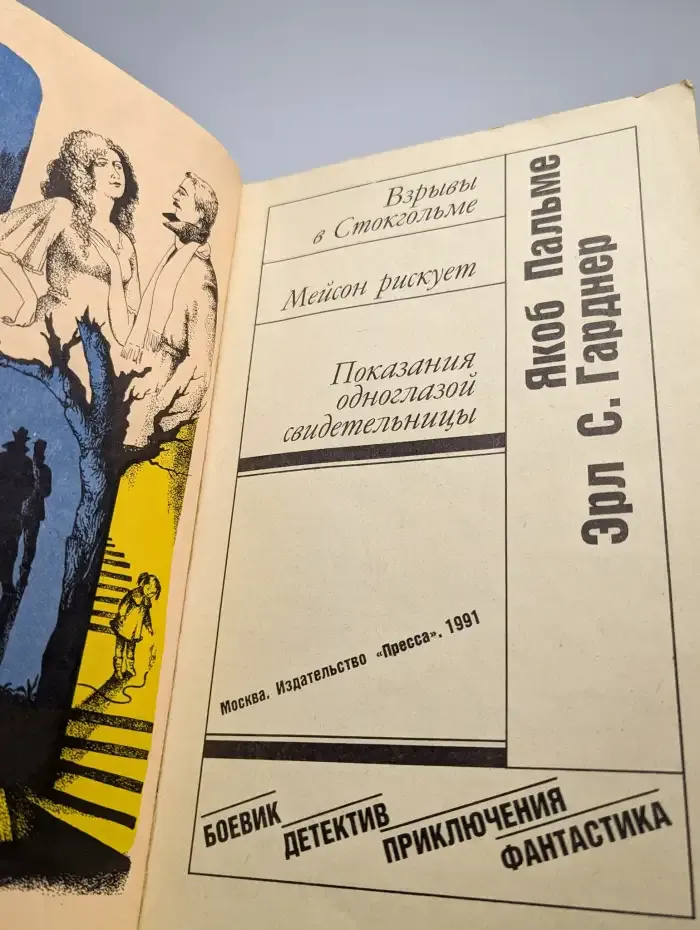 Взрывы
в Стокгольме
Мейсон рискует
Показания
одноглазой
свидетельницы
Якоб Пальме
Эрл С. Гарднер
Москва. Издательство «Пресса». 1991
БОЕВИК
ДЕТЕКТИВ
ПРИКЛЮЧЕНИЯ
ФАНТАСТИКА